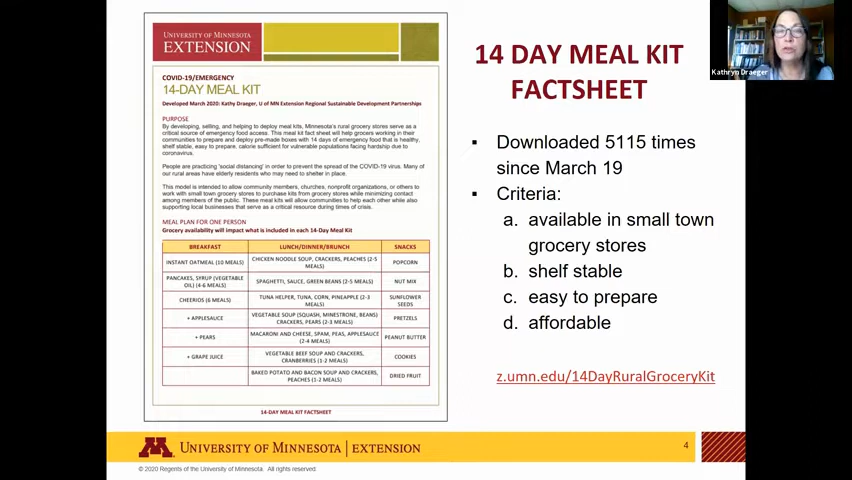 UNIVERSITY OF MINNESOTA
EXTENSION
COVID-19/EMERGENCY
14-DAY MEAL KIT
Developed March 2020: Kathy Draeger, U of MN Extension Regional Sustainable Development Partnerships
PURPOSE
By developing, selling, and helping to deploy meal kits, Minnesota's rural grocery stores serve as a
critical source of emergency food access. This meal kit fact sheet will help grocers working in their
communities to prepare and deploy pre-made boxes with 14 days of emergency food that is healthy,
shelf stable, easy to prepare, calorie sufficient for vulnerable populations facing hardship due to
coronavirus.
People are practicing 'social distancing' in order to prevent the spread of the COVID-19 virus. Many of
our rural areas have elderly residents who may need to shelter in place.
This model is intended to allow community members, churches, nonprofit organizations, or others to
work with small town grocery stores to purchase kits from grocery stores while minimizing contact
among members of the public. These meal kits will allow communities to help each other while also
supporting local businesses that serve as a critical resource during times of crisis.
MEAL PLAN FOR ONE PERSON
Grocery availability will impact what is included in each 14-Day Meal Kit
BREAKFAST LUNCH/DINNER/BRUNCH SNACKS
INSTANT OATMEAL (10 MEALS) CHICKEN NOODLE SOUP, CRACKERS, PEACHES (2-5 MEALS) POPCORN
PANCAKES, SYRUP (VEGETABLE OIL) (4-6 MEALS) SPAGHETTI, SAUCE, GREEN BEANS (2-5 MEALS) NUT MIX
CHEERIOS (6 MEALS) TUNA HELPER, TUNA, CORN, PINEAPPLE (2-3 MEALS) SUNFLOWER SEEDS
+ APPLESAUCE VEGETABLE SOUP (SQUASH, MINESTRONE, BEANS) CRACKERS, PEARS (2-3 MEALS) PRETZELS
+ PEARS MACARONI AND CHEESE, SPAM, PEAS, APPLESAUCE (2-4 MEALS) PEANUT BUTTER
+ GRAPE JUICE VEGETABLE BEEF SOUP AND CRACKERS, CRANBERRIES (1-2 MEALS) COOKIES
BAKED POTATO AND BACON SOUP AND CRACKERS, PEACHES (1-2 MEALS) DRIED FRUIT
14-DAY MEAL KIT FACTSHEET
14 DAY MEAL KIT
FACTSHEET
▪ Downloaded 5115 times
since March 19
▪ Criteria:
a. available in small town
grocery stores
b. shelf stable
c. easy to prepare
d. affordable
z.umn.edu/14DayRuralGroceryKit
Kathryn Draeger
M UNIVERSITY OF MINNESOTA | EXTENSION
4
© 2020 Regents of the University of Minnesota. All rights reserved.